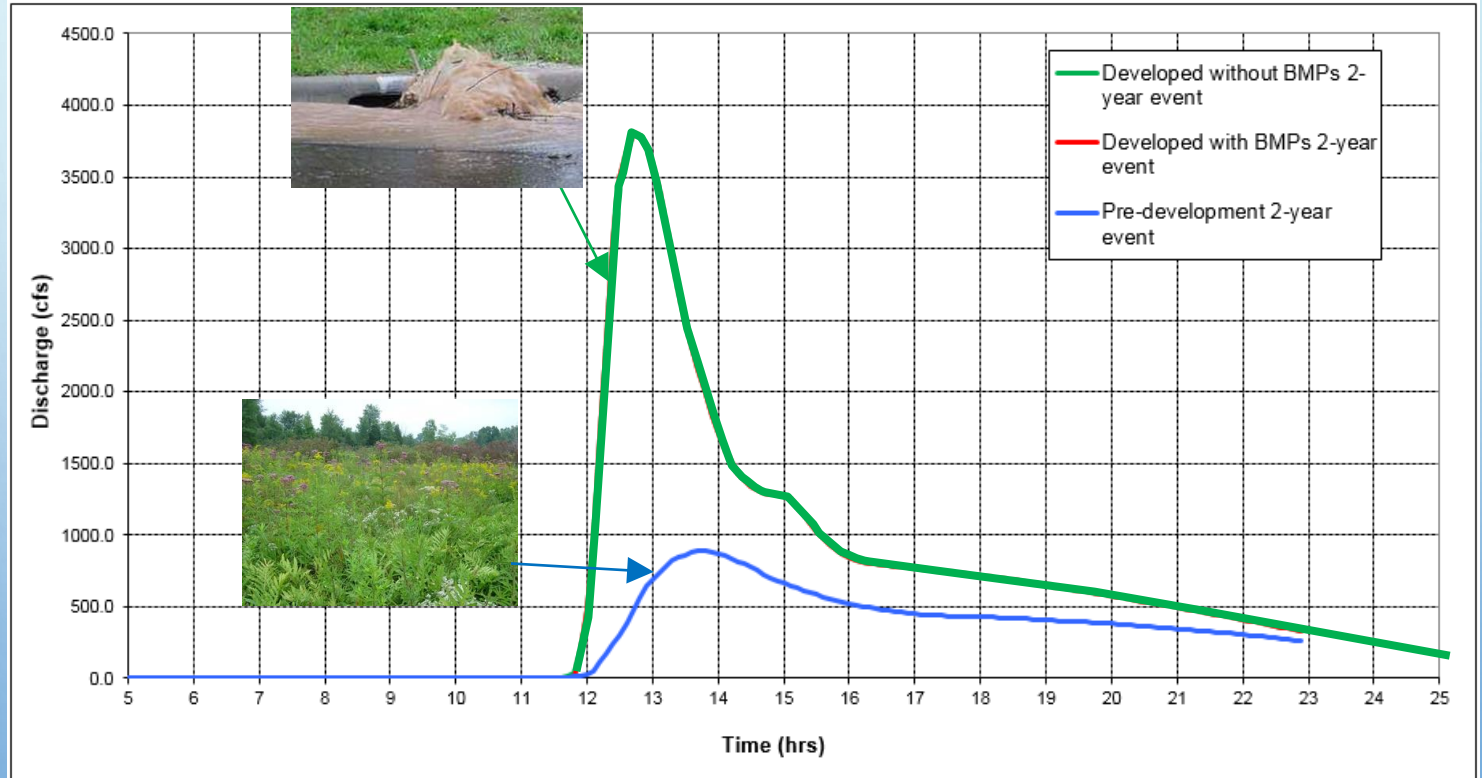 4500.0
4000.0
3500.0
3000.0
2500.0
2000.0
1500.0
1000.0
500.0
0.0
Discharge (cfs)
Developed without BMPs 2-
year event
Developed with BMPs 2-year
event
Pre-development 2-year
event
5 6 7 8 9 10 11 12 13 14 15 16 17 18 19 20 21 22 23 24 25
Time (hrs)